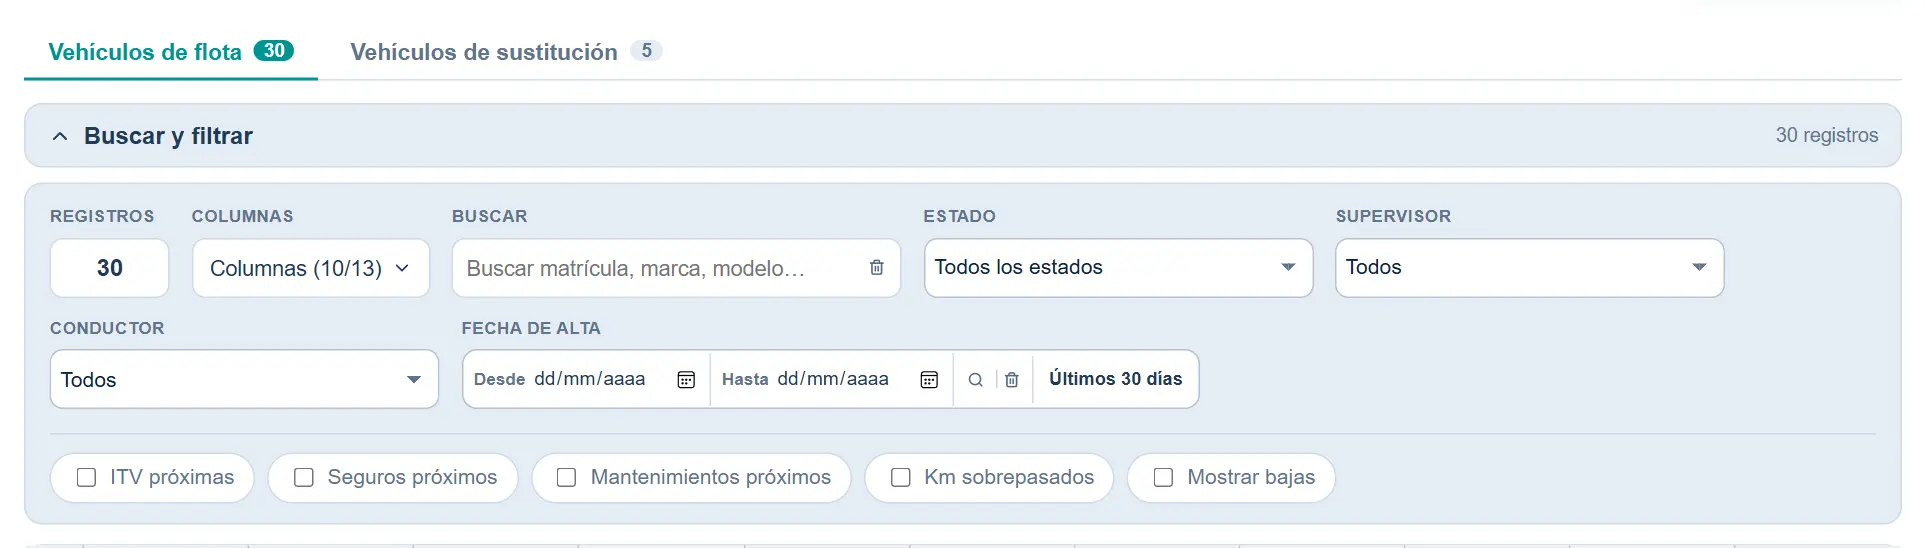 Vehículos de flota 30 Vehículos de sustitución 5
Buscar y filtrar 30 registros
REGISTROS COLUMNAS BUSCAR ESTADO SUPERVISOR
30 Columnas (10/13) Buscar matrícula, marca, modelo… Todos los estados Todos
CONDUCTOR FECHA DE ALTA
Todos Desde dd/mm/aaaa Hasta dd/mm/aaaa Últimos 30 días
ITV próximas Seguros próximos Mantenimientos próximos Km sobrepasados Mostrar bajas